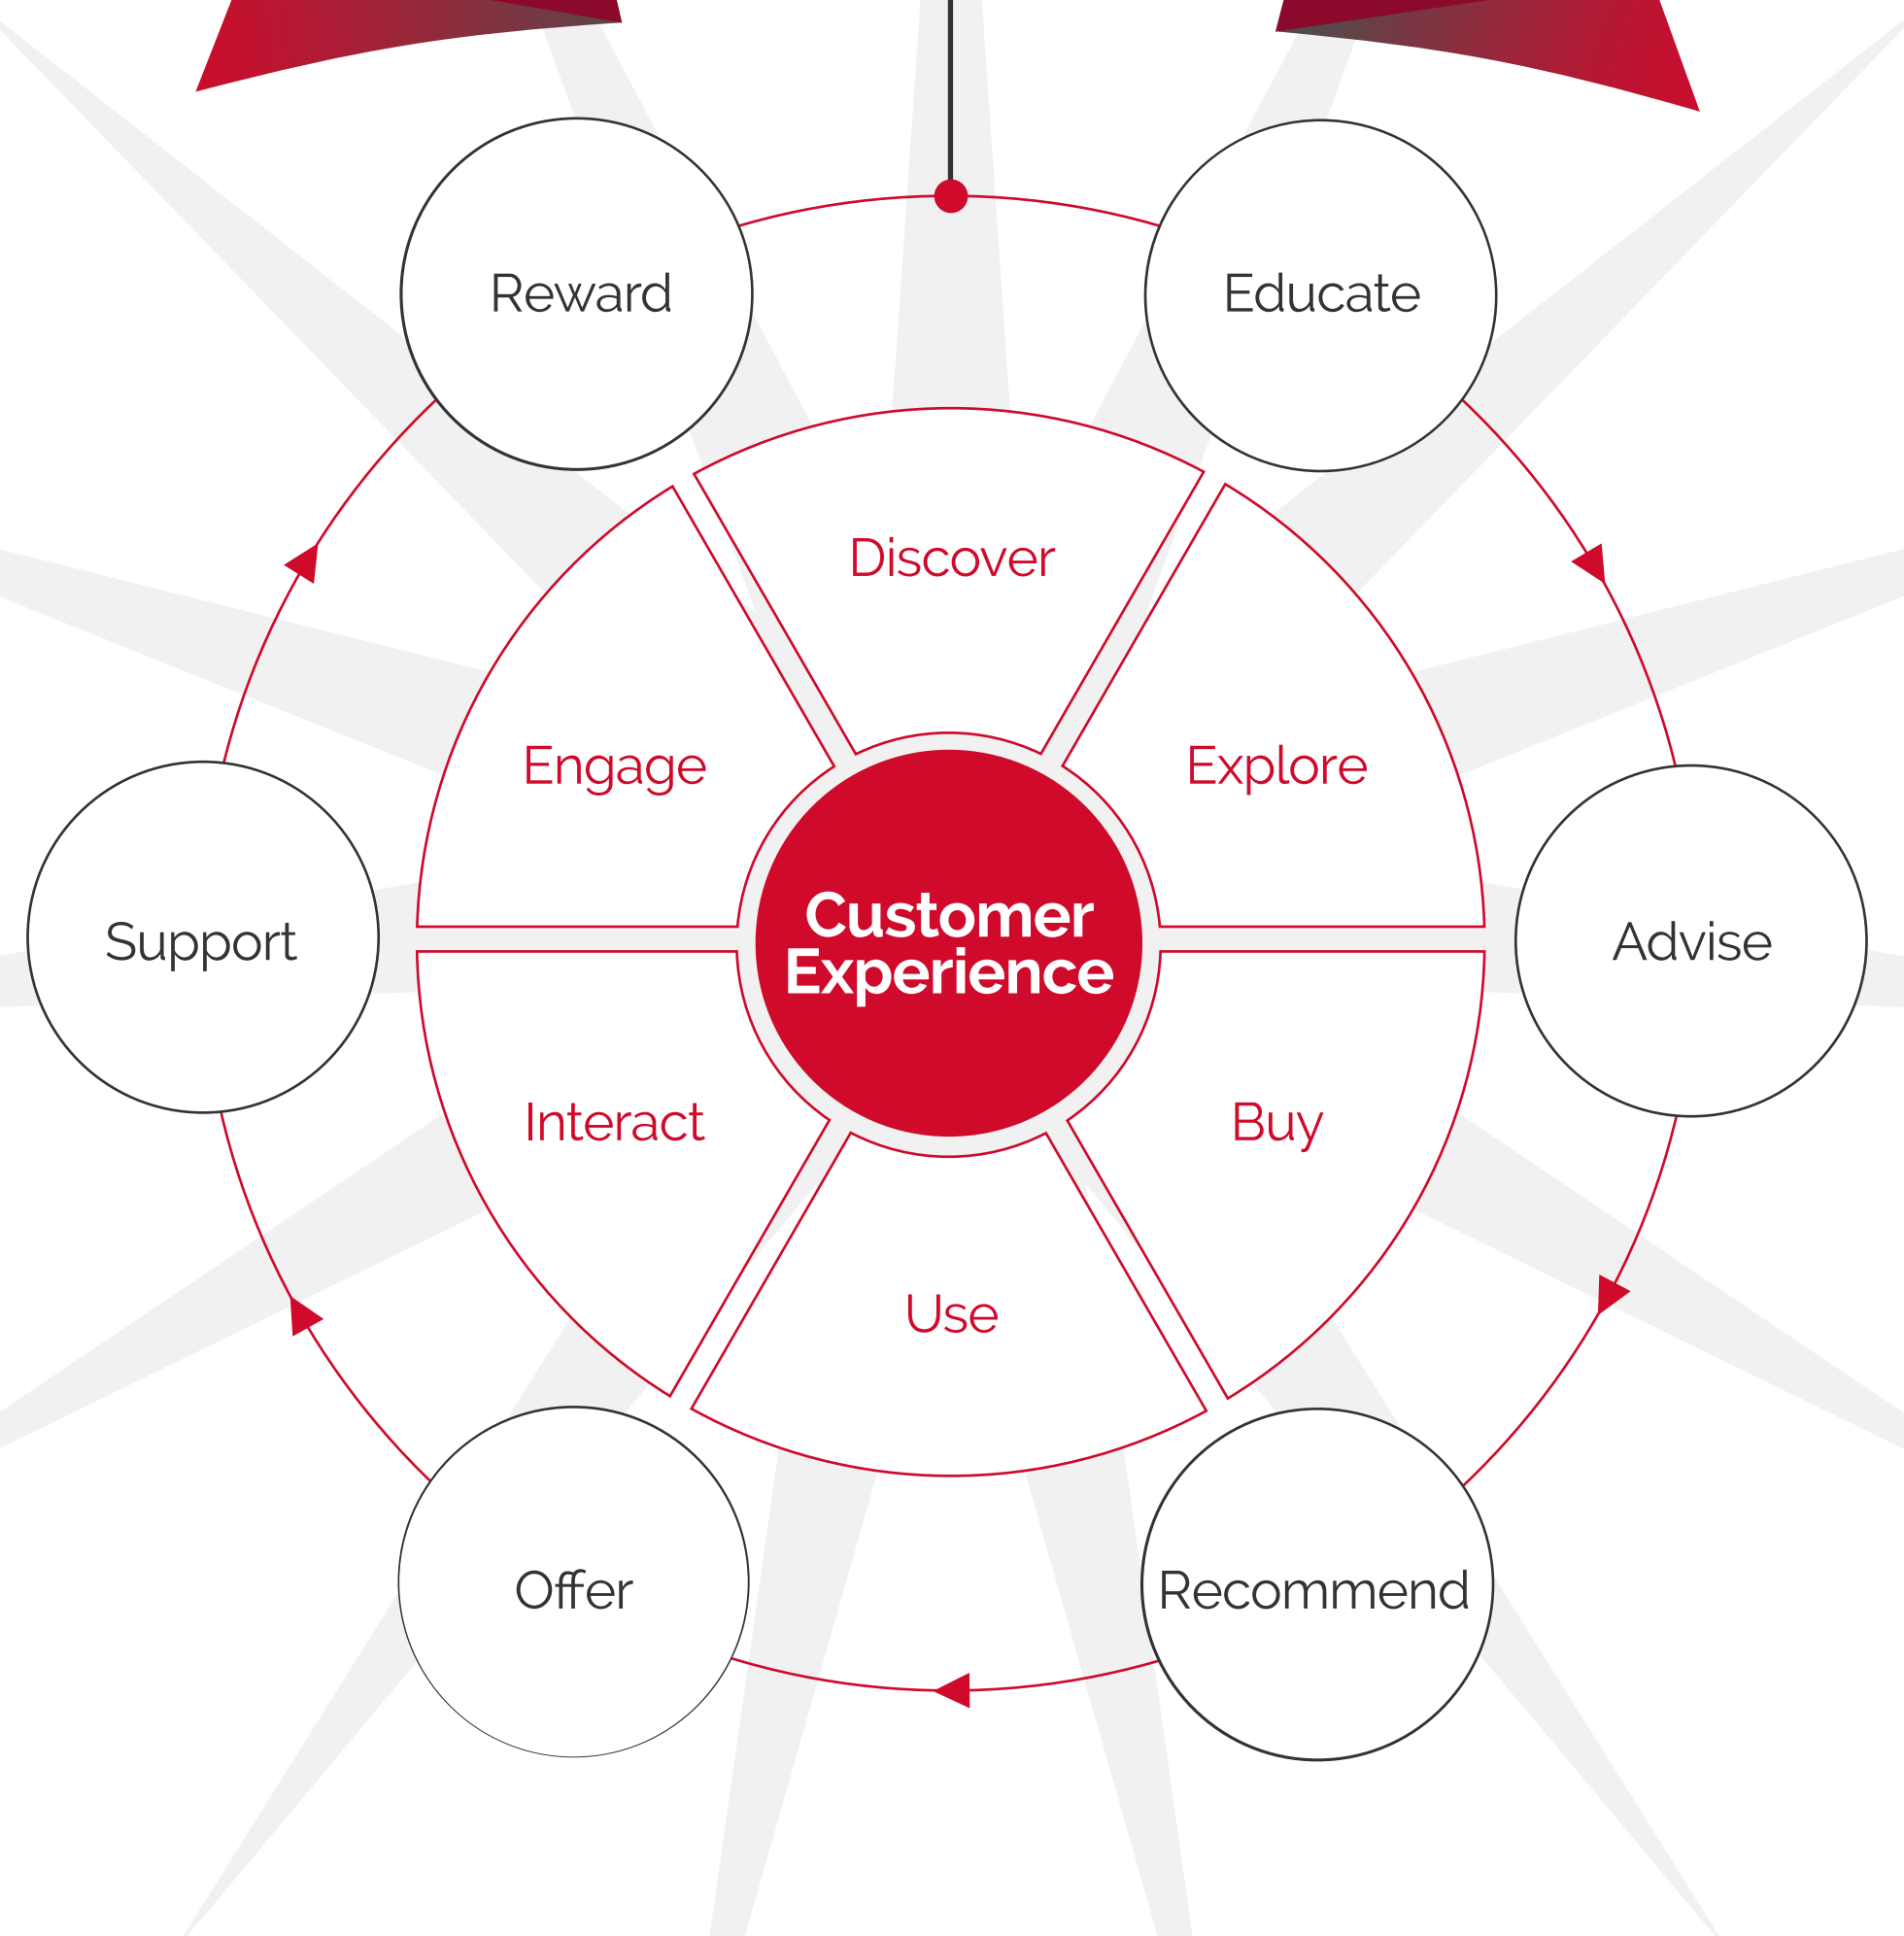 Reward
Educate
Discover
Engage
Explore
Customer
Experience
Support
Advise
Interact
Buy
Use
Offer
Recommend